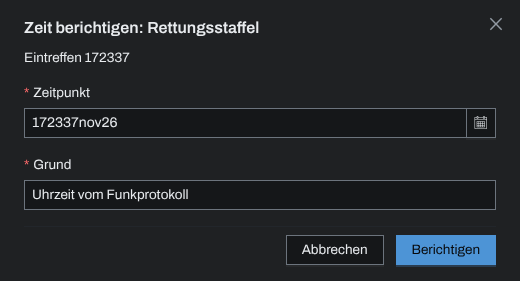 Zeit berichtigen: Rettungsstaffel
Eintreffen 172337
* Zeitpunkt
172337nov26
* Grund
Uhrzeit vom Funkprotokoll
Abbrechen
Berichtigen